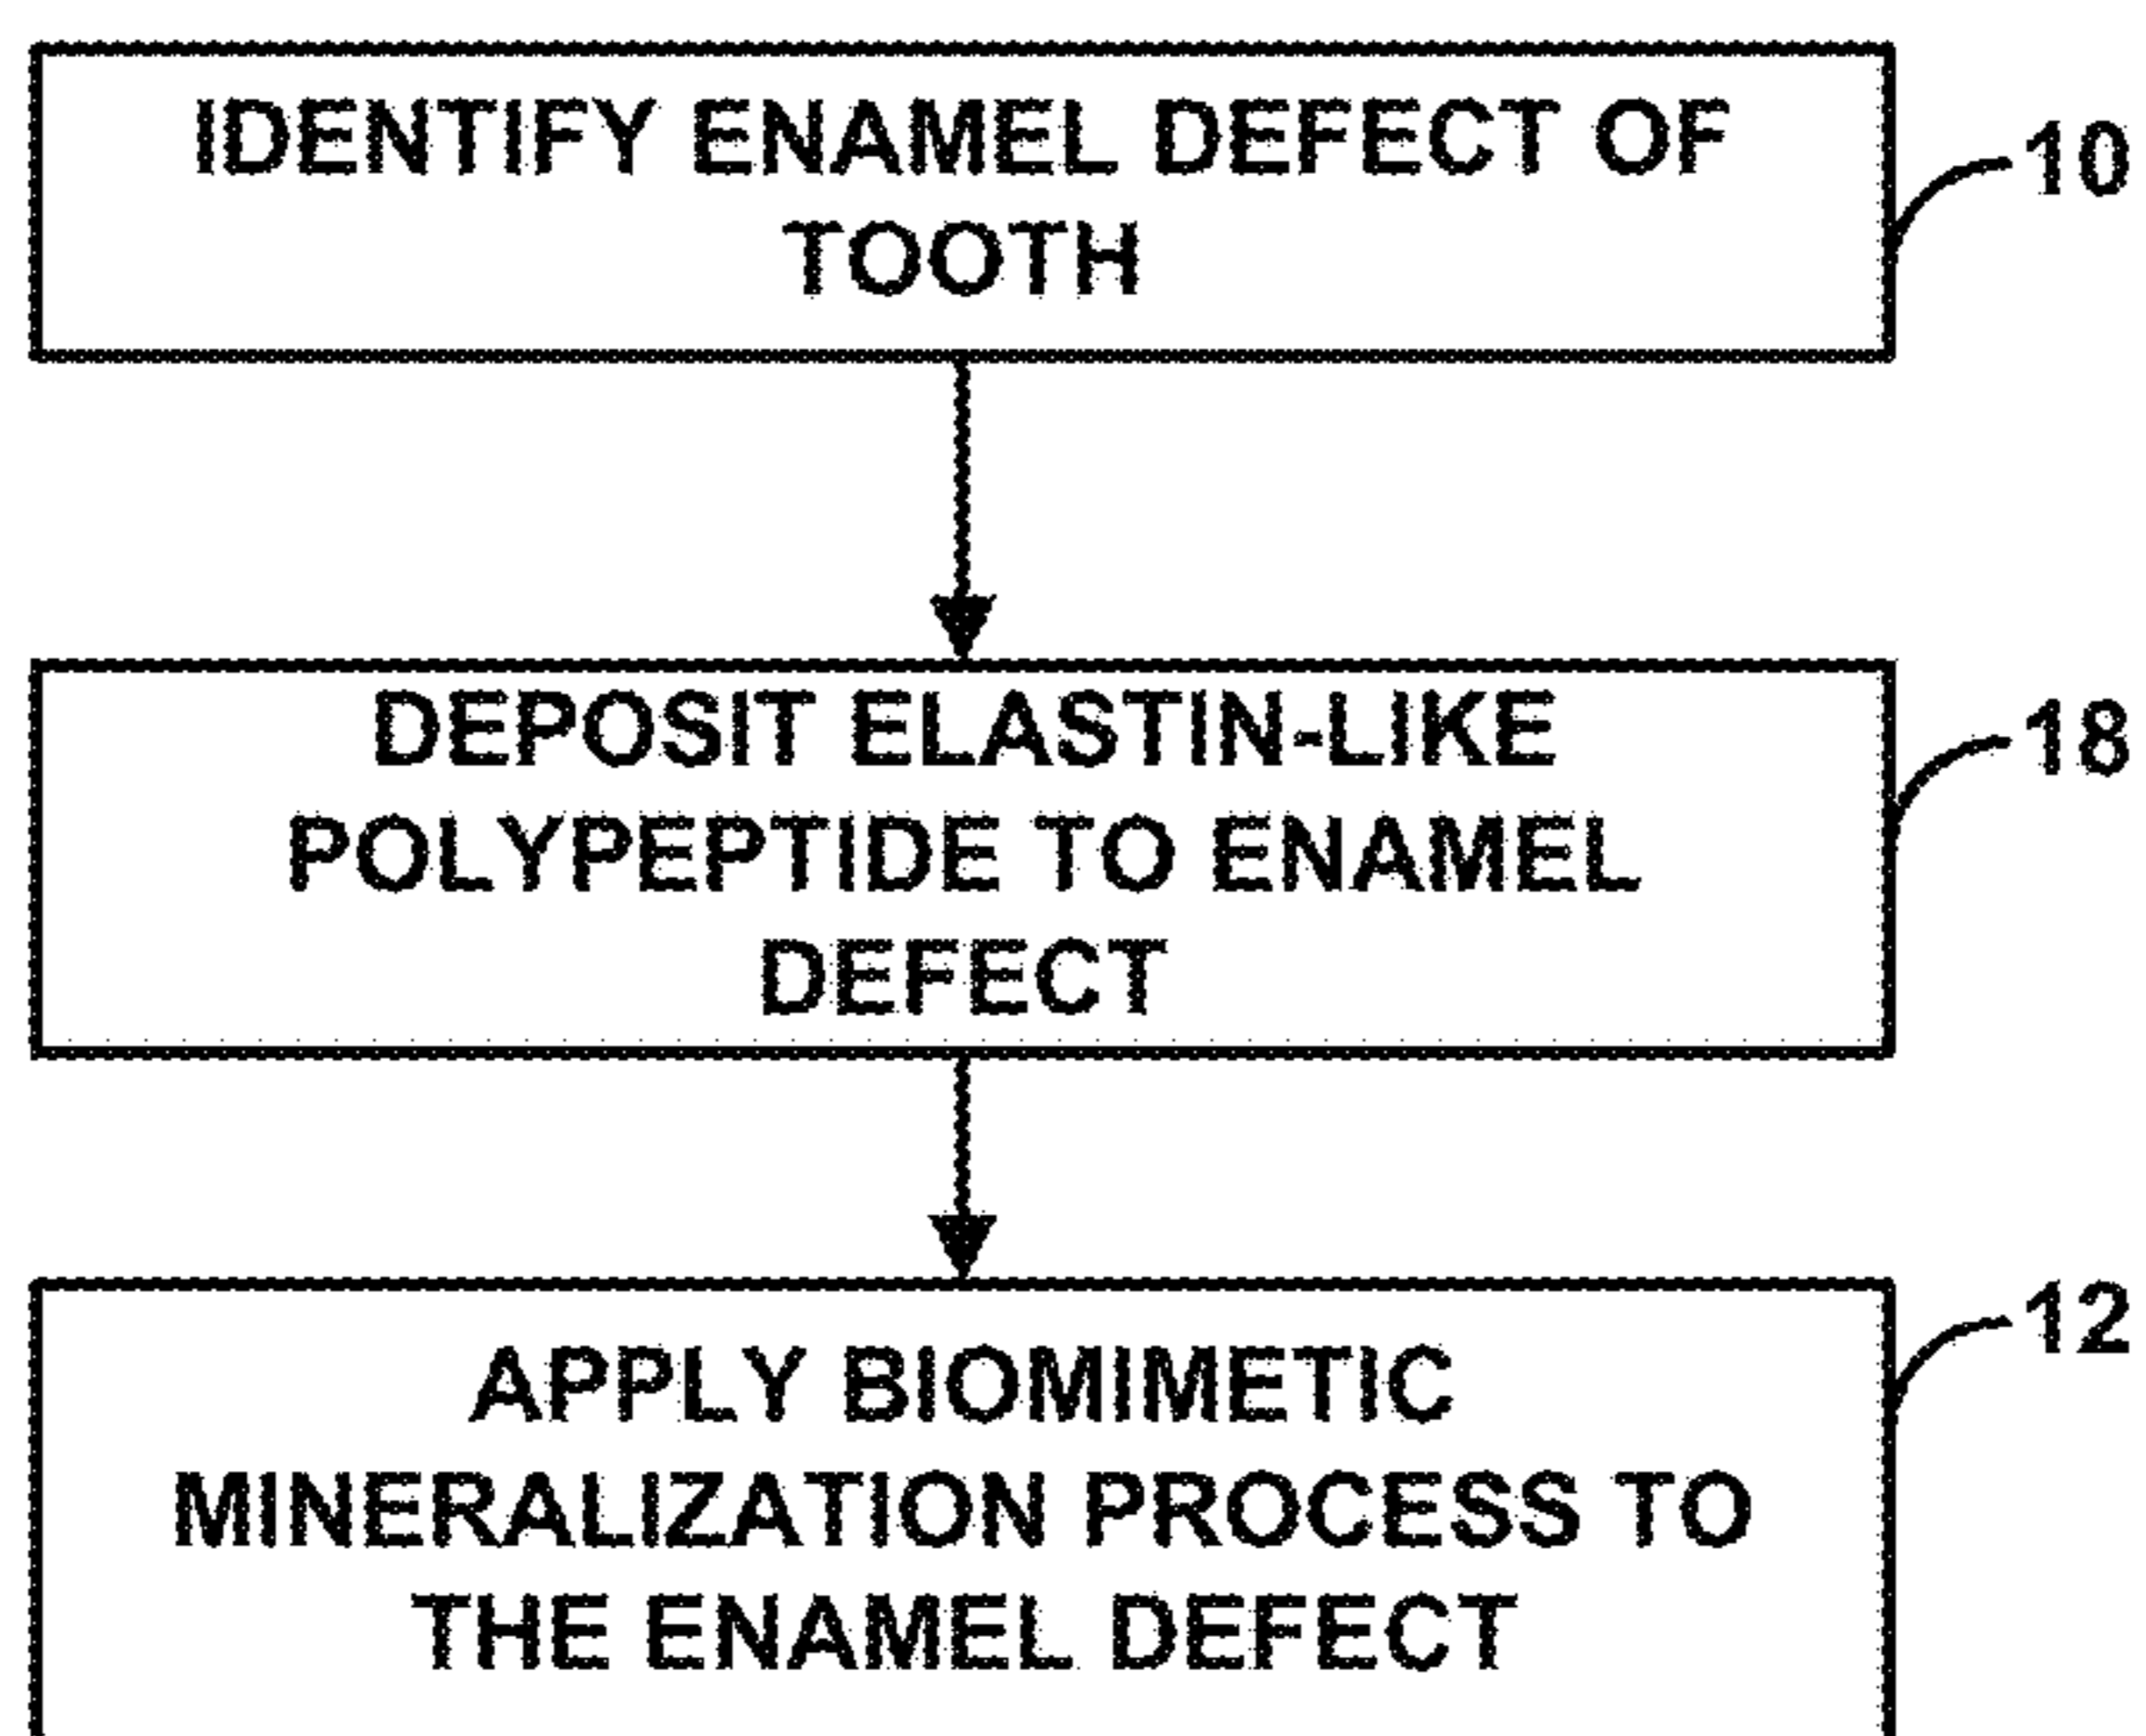 IDENTIFY ENAMEL DEFECT OF
TOOTH
10
DEPOSIT ELASTIN-LIKE
POLYPEPTIDE TO ENAMEL
DEFECT
18
APPLY BIOMIMETIC
MINERALIZATION PROCESS TO
THE ENAMEL DEFECT
12